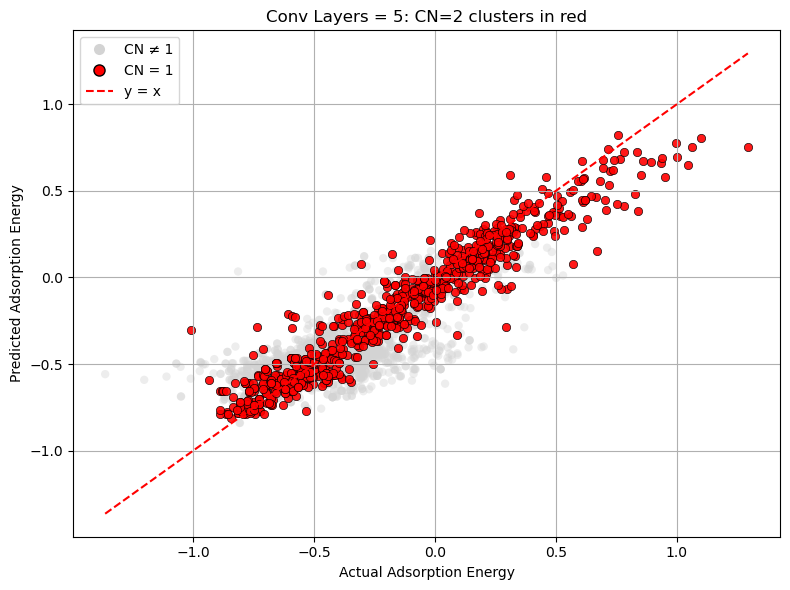 Conv Layers = 5: CN=2 clusters in red
CN ≠ 1
CN = 1
y = x
1.0
0.5
0.0
−0.5
−1.0
Predicted Adsorption Energy
−1.0
−0.5
0.0
0.5
1.0
Actual Adsorption Energy